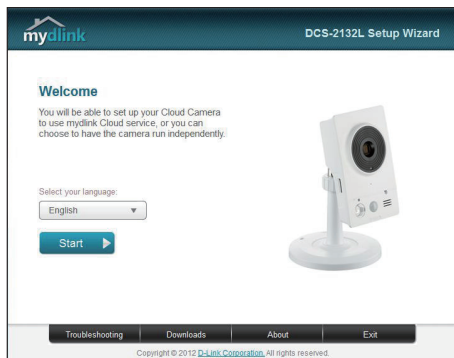 mydlink
DCS-2132L Setup Wizard
Welcome
You will be able to set up your Cloud Camera
to use mydlink Cloud service, or you can
choose to have the camera run independently.
Select your language:
English
Start
Troubleshooting Downloads About Exit
Copyright © 2012 D-Link Corporation. All rights reserved.